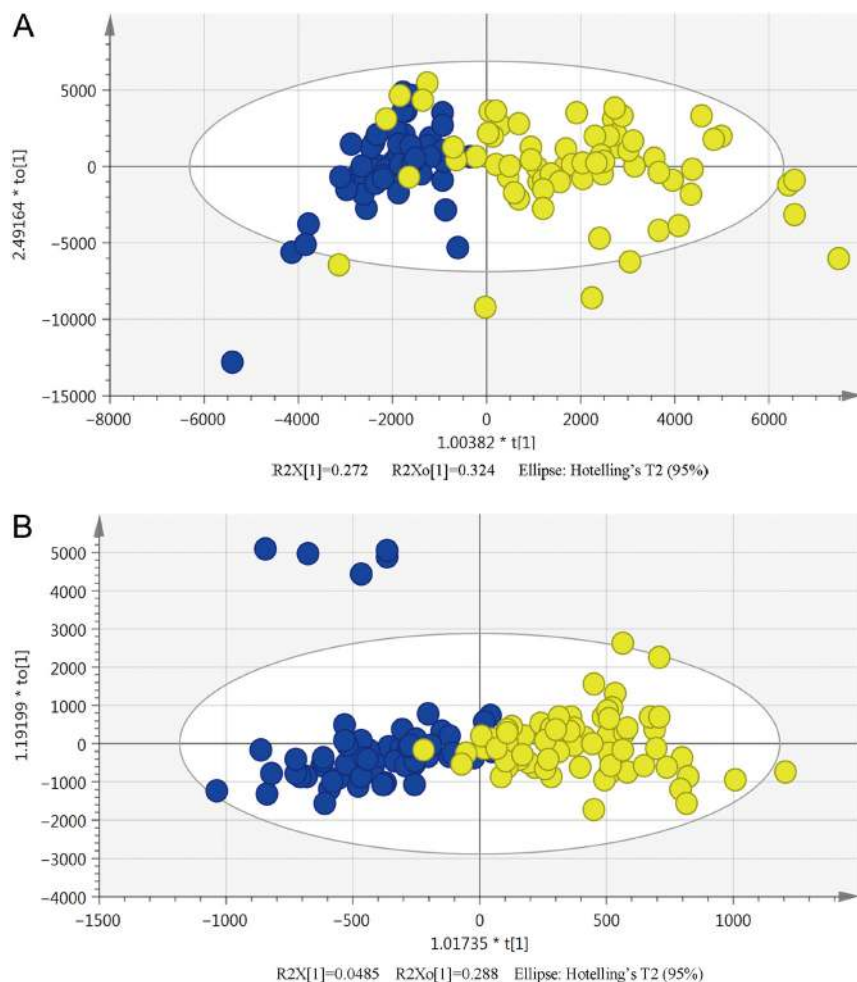 A
5000
0
−5000
−10000
−15000
2.49164 * to[1]
−8000 −6000 −4000 −2000 0 2000 4000 6000
1.00382 * t[1]
R2X[1]=0.272 R2Xo[1]=0.324 Ellipse: Hotelling's T2 (95%)
B
5000
4000
3000
2000
1000
0
−1000
−2000
−3000
−4000
1.19199 * to[1]
−1500 −1000 −500 0 500 1000
1.01735 * t[1]
R2X[1]=0.0485 R2Xo[1]=0.288 Ellipse: Hotelling's T2 (95%)